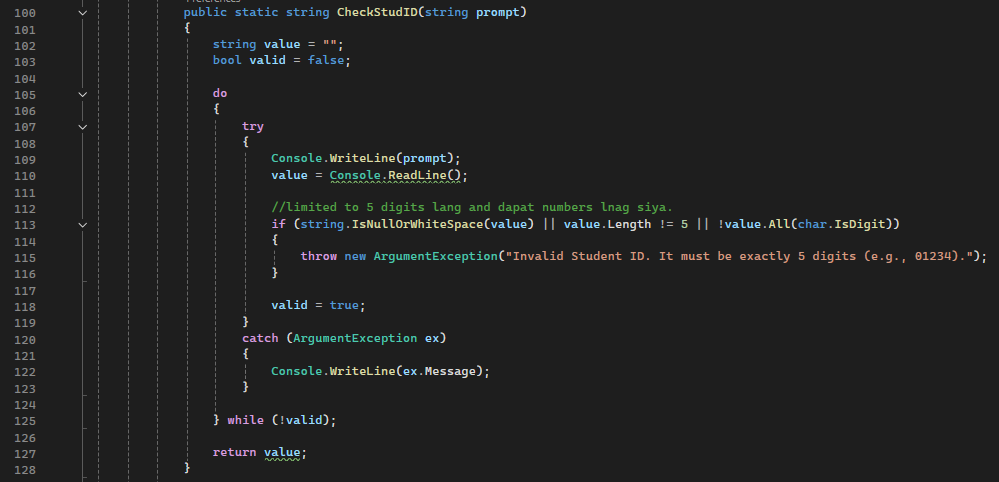 100 public static string CheckStudID(string prompt)
101 {
102 string value = "";
103 bool valid = false;
104
105 do
106 {
107 try
108 {
109 Console.WriteLine(prompt);
110 value = Console.ReadLine();
111
112 //limited to 5 digits lang and dapat numbers lnag siya.
113 if (string.IsNullOrWhiteSpace(value) || value.Length != 5 || !value.All(char.IsDigit))
114 {
115 throw new ArgumentException("Invalid Student ID. It must be exactly 5 digits (e.g., 01234).");
116 }
117
118 valid = true;
119 }
120 catch (ArgumentException ex)
121 {
122 Console.WriteLine(ex.Message);
123 }
124
125 } while (!valid);
126
127 return value;
128 }